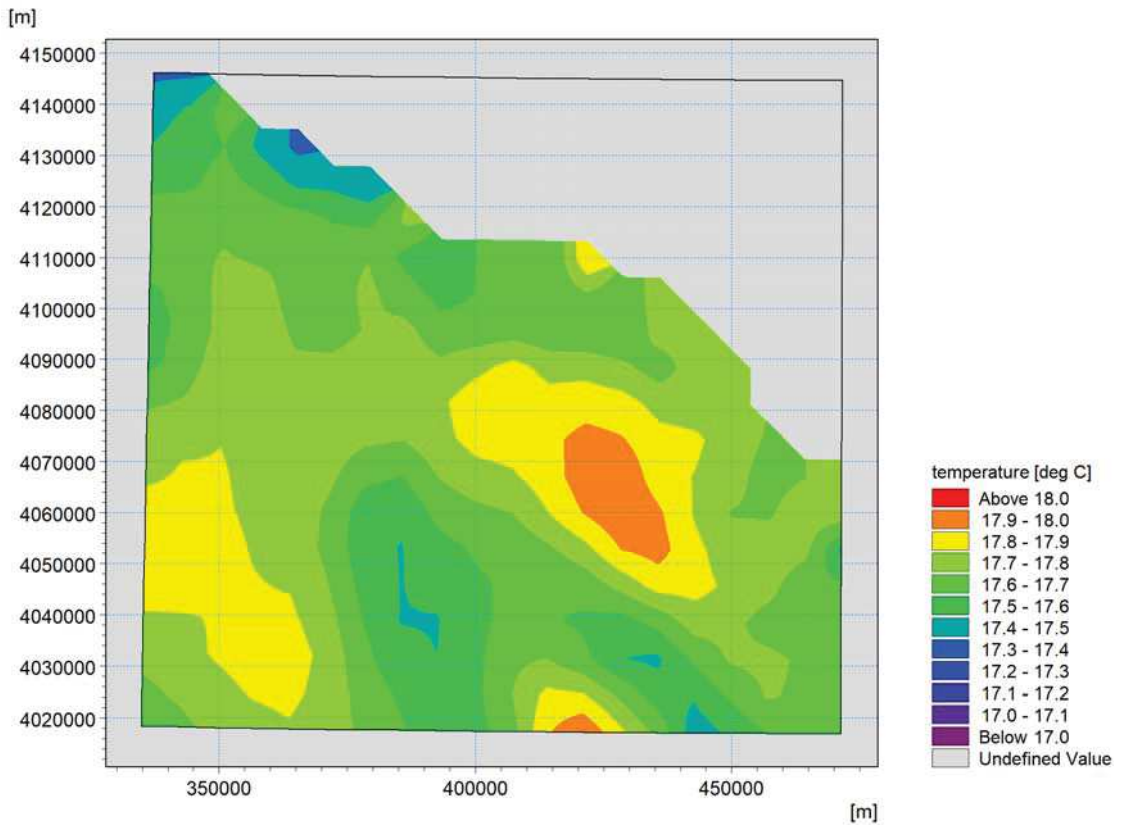 [m]
4150000
4140000
4130000
4120000
4110000
4100000
4090000
4080000
4070000
4060000
4050000
4040000
4030000
4020000
350000
400000
450000
[m]
temperature [deg C]
Above 18.0
17.9 - 18.0
17.8 - 17.9
17.7 - 17.8
17.6 - 17.7
17.5 - 17.6
17.4 - 17.5
17.3 - 17.4
17.2 - 17.3
17.1 - 17.2
17.0 - 17.1
Below 17.0
Undefined Value